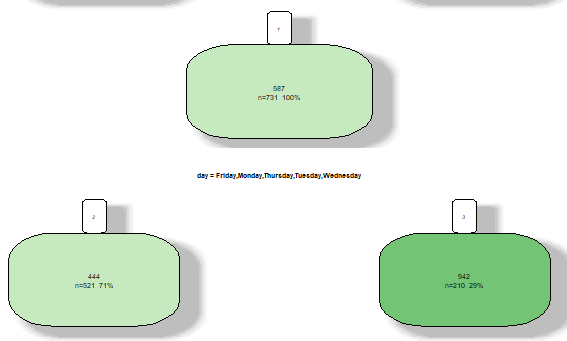 1
587
n=731 100%
day = Friday,Monday,Thursday,Tuesday,Wednesday
2
3
444
n=521 71%
942
n=210 29%